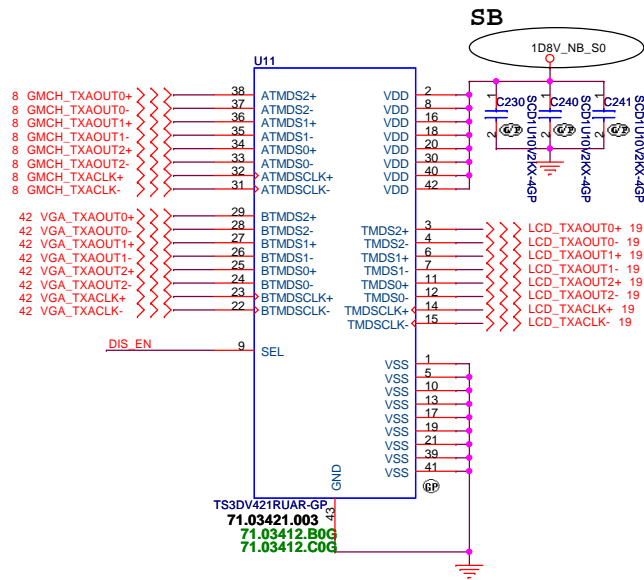 SB
1D8V_NB_S0
U11
8 GMCH_TXAOUT0+ 38 ATMDS2+
8 GMCH_TXAOUT0- 37 ATMDS2-
8 GMCH_TXAOUT1+ 36 ATMDS1+
8 GMCH_TXAOUT1- 35 ATMDS1-
8 GMCH_TXAOUT2+ 34 ATMDS0+
8 GMCH_TXAOUT2- 33 ATMDS0-
8 GMCH_TXACLK+ 32 ATMDSCLK+
8 GMCH_TXACLK- 31 ATMDSCLK-
VDD 2
VDD 8
VDD 16
VDD 18
VDD 20
VDD 30
VDD 40
VDD 42
1 C230 2 SCD1U10V2KX-4GP
1 C240 2 SCD1U10V2KX-4GP
1 C241 2 SCD1U10V2KX-4GP
G/P
G/P
G/P
42 VGA_TXAOUT0+ 29 BTMDS2+
42 VGA_TXAOUT0- 28 BTMDS2-
42 VGA_TXAOUT1+ 27 BTMDS1+
42 VGA_TXAOUT1- 26 BTMDS1-
42 VGA_TXAOUT2+ 25 BTMDS0+
42 VGA_TXAOUT2- 24 BTMDS0-
42 VGA_TXACLK+ 23 BTMDSCLK+
42 VGA_TXACLK- 22 BTMDSCLK-
TMDS2+ 3 LCD_TXAOUT0+ 19
TMDS2- 4 LCD_TXAOUT0- 19
TMDS1+ 6 LCD_TXAOUT1+ 19
TMDS1- 7 LCD_TXAOUT1- 19
TMDS0+ 11 LCD_TXAOUT2+ 19
TMDS0- 12 LCD_TXAOUT2- 19
TMDSCLK+ 14 LCD_TXACLK+ 19
TMDSCLK- 15 LCD_TXACLK- 19
DIS_EN 9 SEL
VSS 1
VSS 5
VSS 10
VSS 13
VSS 17
VSS 19
VSS 21
VSS 39
VSS 41
GP
GND 43
TS3DV421RUAR-GP
71.03421.003
71.03412.B0G
71.03412.C0G